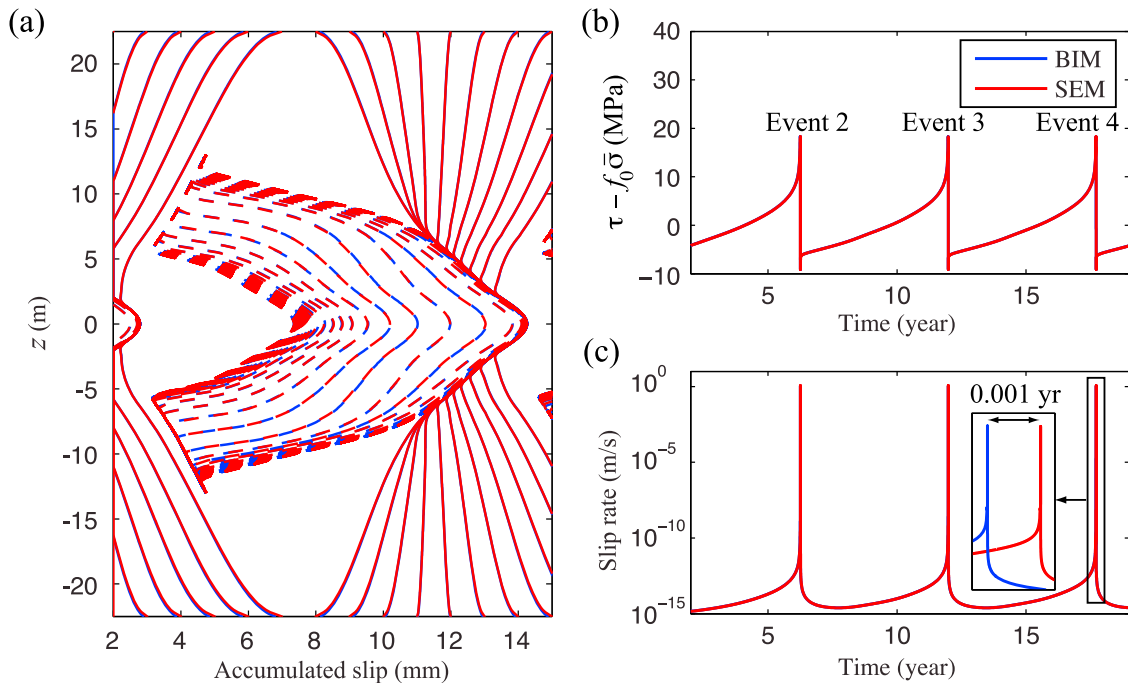 (a)
z (m)
20
15
10
5
0
-5
-10
-15
-20
2
4
6
8
10
12
14
Accumulated slip (mm)
(b)
τ − f₀σ̄ (MPa)
40
30
20
10
0
−10
BIM
SEM
Event 2
Event 3
Event 4
5
10
15
Time (year)
(c)
Slip rate (m/s)
10⁰
10⁻⁵
10⁻¹⁰
10⁻¹⁵
0.001 yr
5
10
15
Time (year)